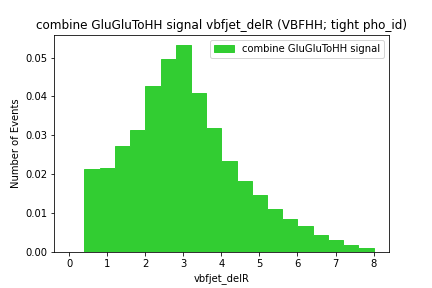 combine GluGluToHH signal vbfjet_delR (VBFHH; tight pho_id)
combine GluGluToHH signal
0.05
0.04
0.03
0.02
0.01
0.00
Number of Events
0 1 2 3 4 5 6 7 8
vbfjet_delR